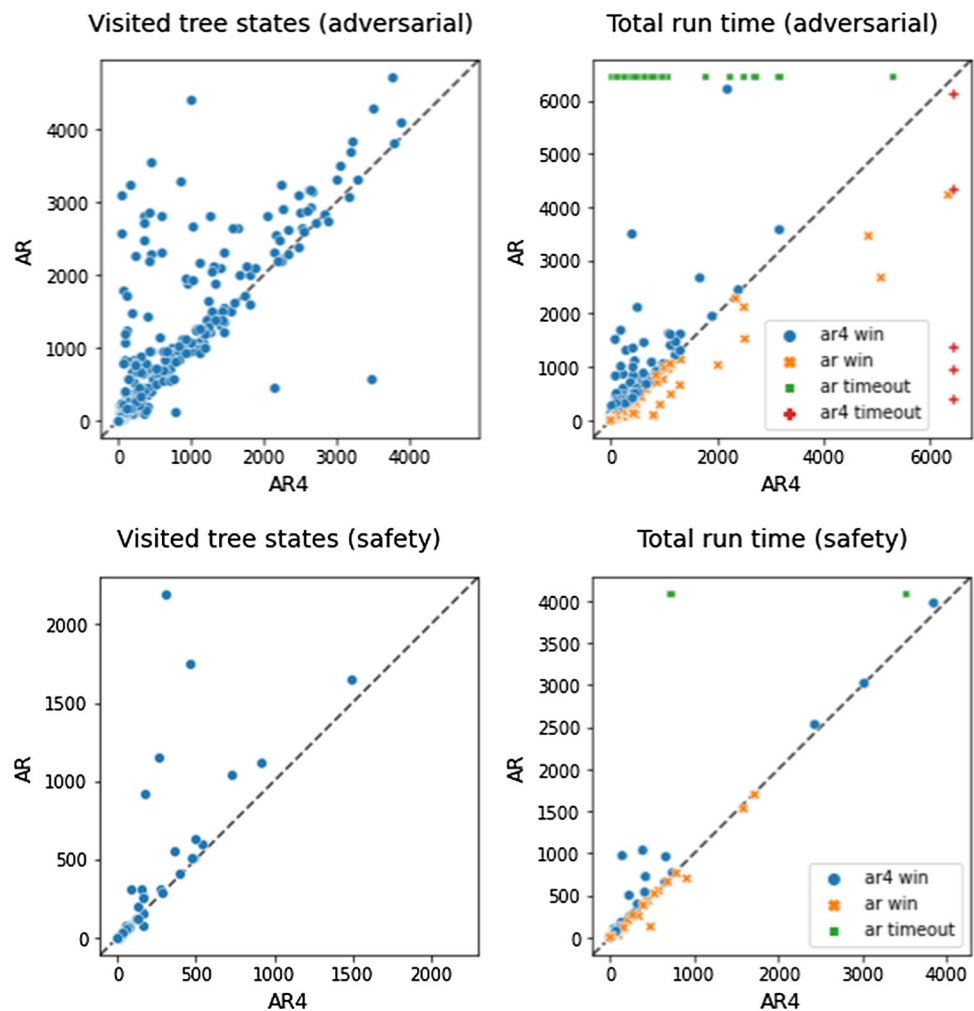 Visited tree states (adversarial)
Total run time (adversarial)
4000
3000
2000
1000
0
AR
0 1000 2000 3000 4000
AR4
6000
5000
4000
3000
2000
1000
0
AR
ar4 win
ar win
ar timeout
ar4 timeout
0 2000 4000 6000
AR4
Visited tree states (safety)
Total run time (safety)
2000
1500
1000
500
0
AR
0 500 1000 1500 2000
AR4
4000
3500
3000
2500
2000
1500
1000
500
0
AR
ar4 win
ar win
ar timeout
0 1000 2000 3000 4000
AR4